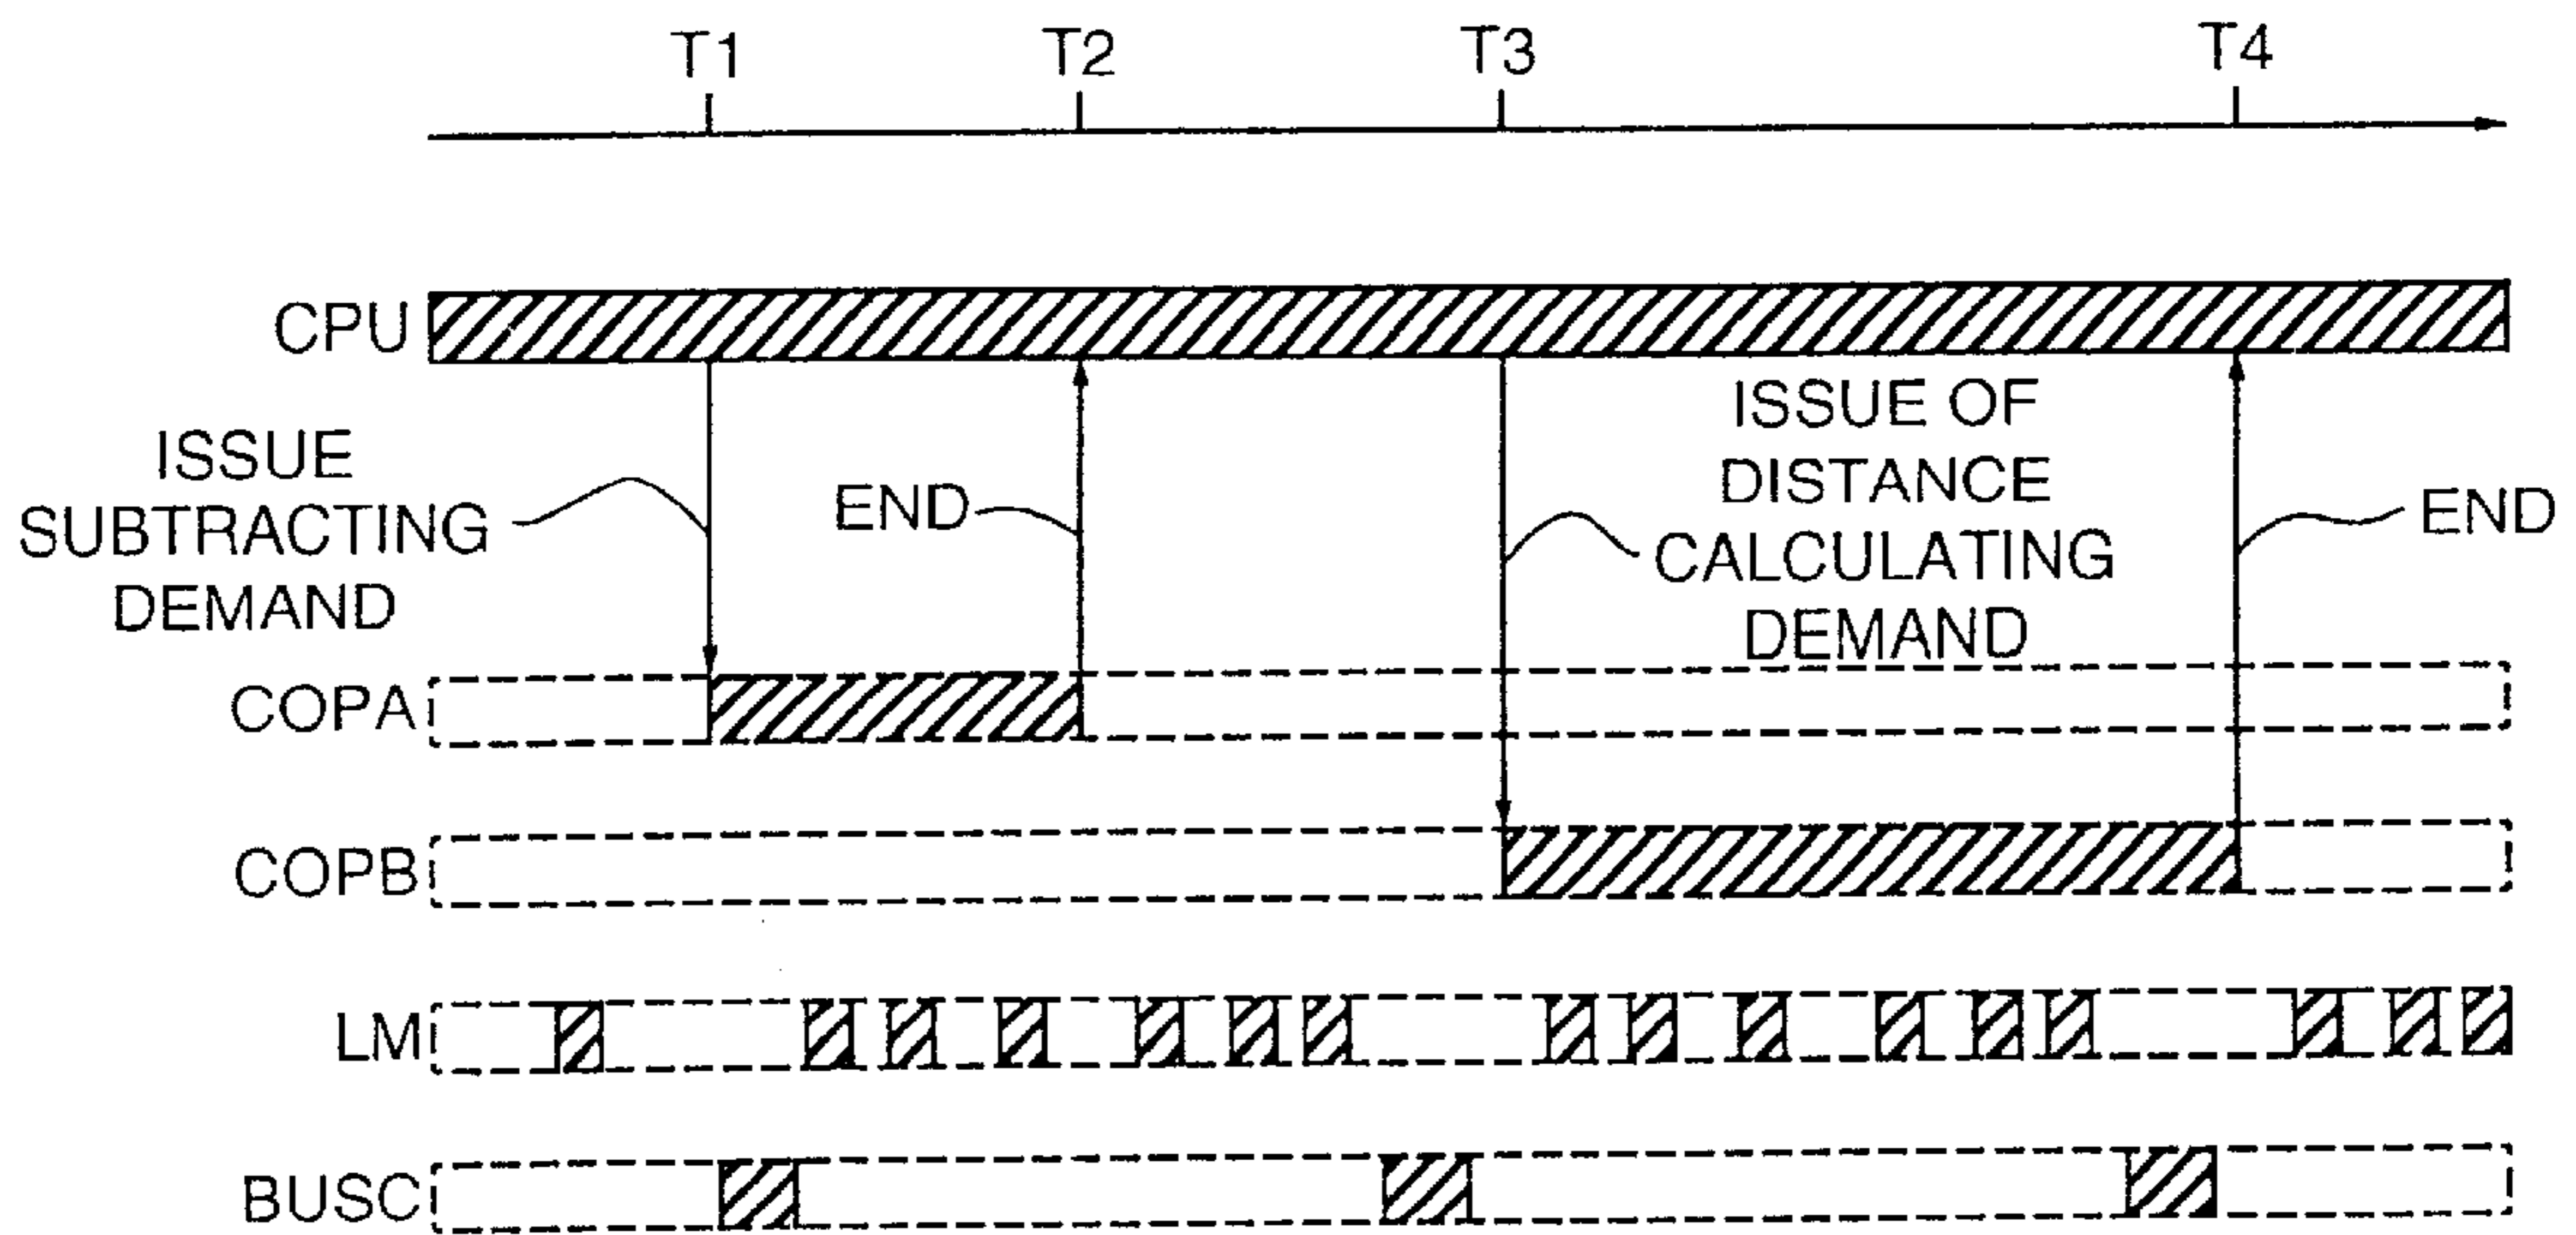 T1 T2 T3 T4
CPU
ISSUE
SUBTRACTING
DEMAND
END
ISSUE OF
DISTANCE
CALCULATING
DEMAND
END
COPA
COPB
LM
BUSC